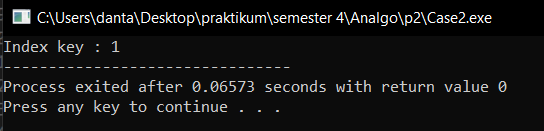 C:\Users\danta\Desktop\praktikum\semester 4\Analgo\p2\Case2.exe
Index key : 1
--------------------------------
Process exited after 0.06573 seconds with return value 0
Press any key to continue . . .